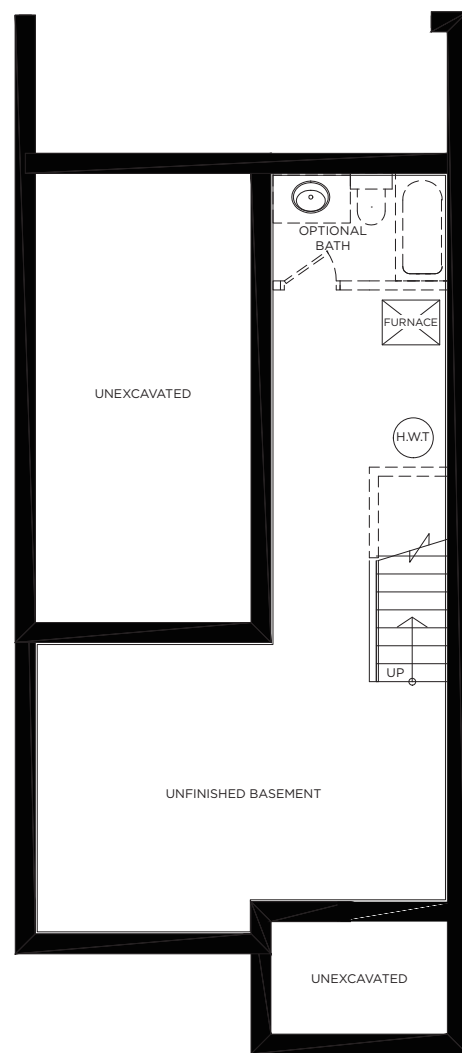 OPTIONAL
BATH
FURNACE
UNEXCAVATED
H.W.T
UP
UNFINISHED BASEMENT
UNEXCAVATED